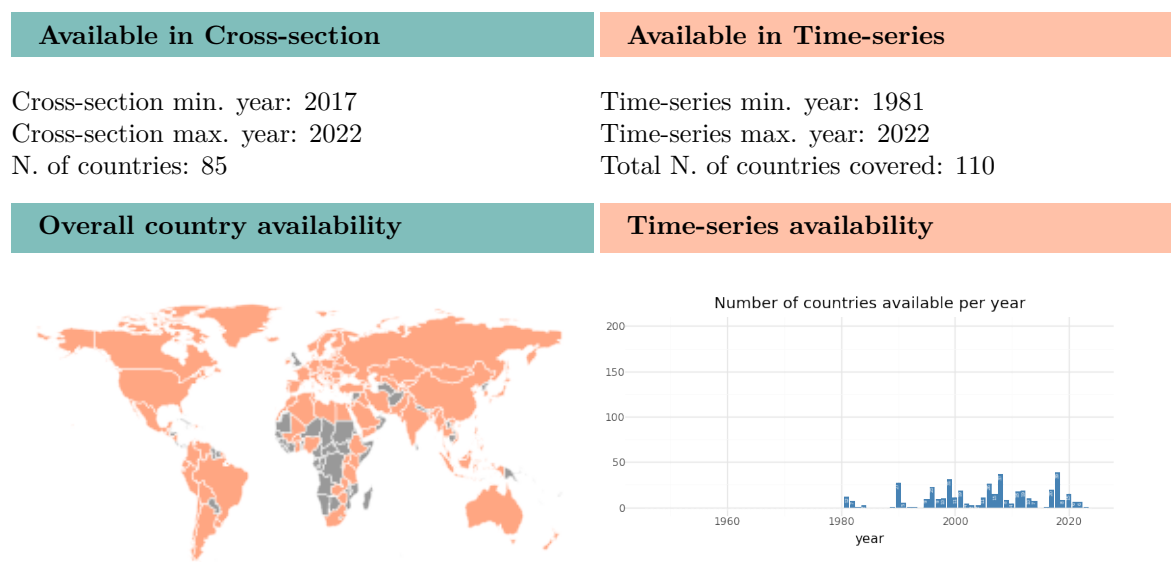 Available in Cross-section
Available in Time-series
Cross-section min. year: 2017
Cross-section max. year: 2022
N. of countries: 85
Time-series min. year: 1981
Time-series max. year: 2022
Total N. of countries covered: 110
Overall country availability
Time-series availability
Number of countries available per year
200
150
100
50
0
1960 1980 2000 2020
year